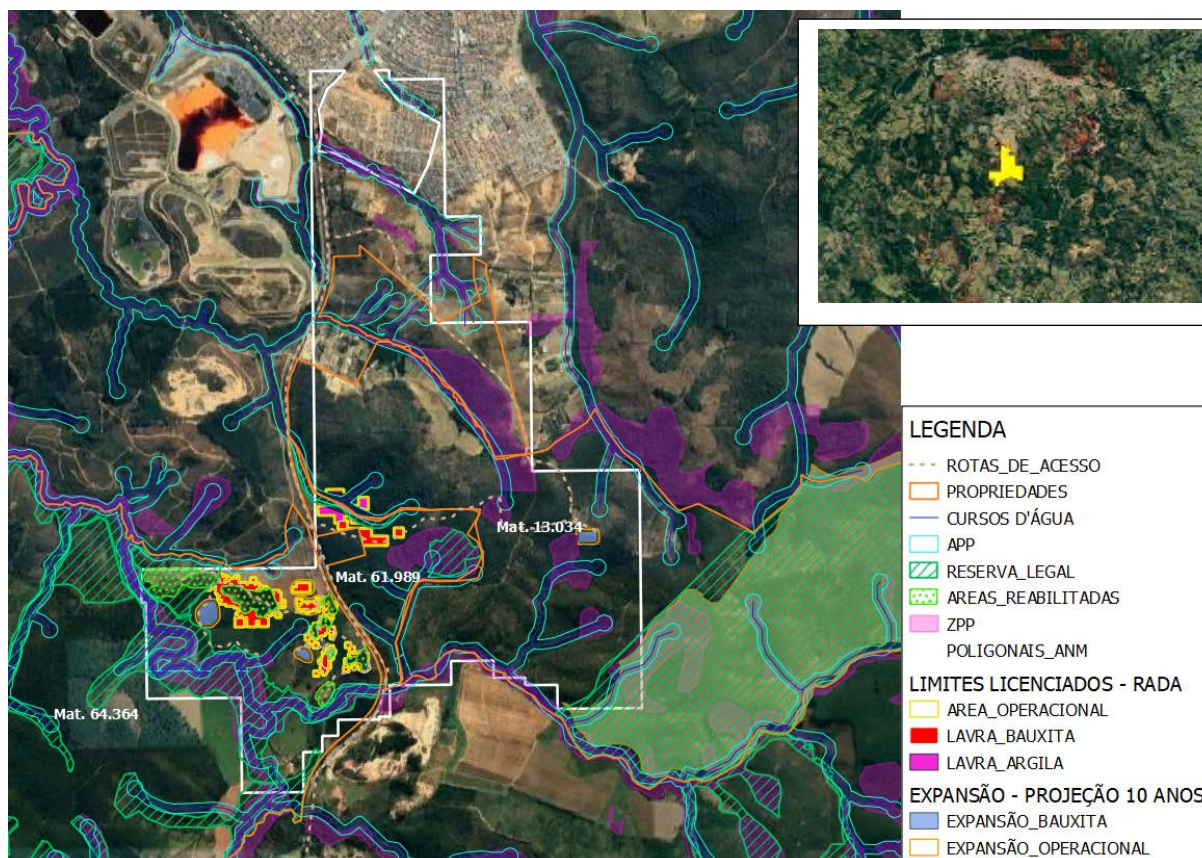 Mat. 13.034
Mat. 61.989
Mat. 64.364
LEGENDA
ROTAS_DE_ACESSO
PROPRIEDADES
CURSOS D'ÁGUA
APP
RESERVA_LEGAL
AREAS_REABILITADAS
ZPP
POLIGONAIS_ANM
LIMITES LICENCIADOS - RADA
AREA_OPERACIONAL
LAVRA_BAUXITA
LAVRA_ARGILA
EXPANSÃO - PROJEÇÃO 10 ANOS
EXPANSÃO_BAUXITA
EXPANSÃO_OPERACIONAL